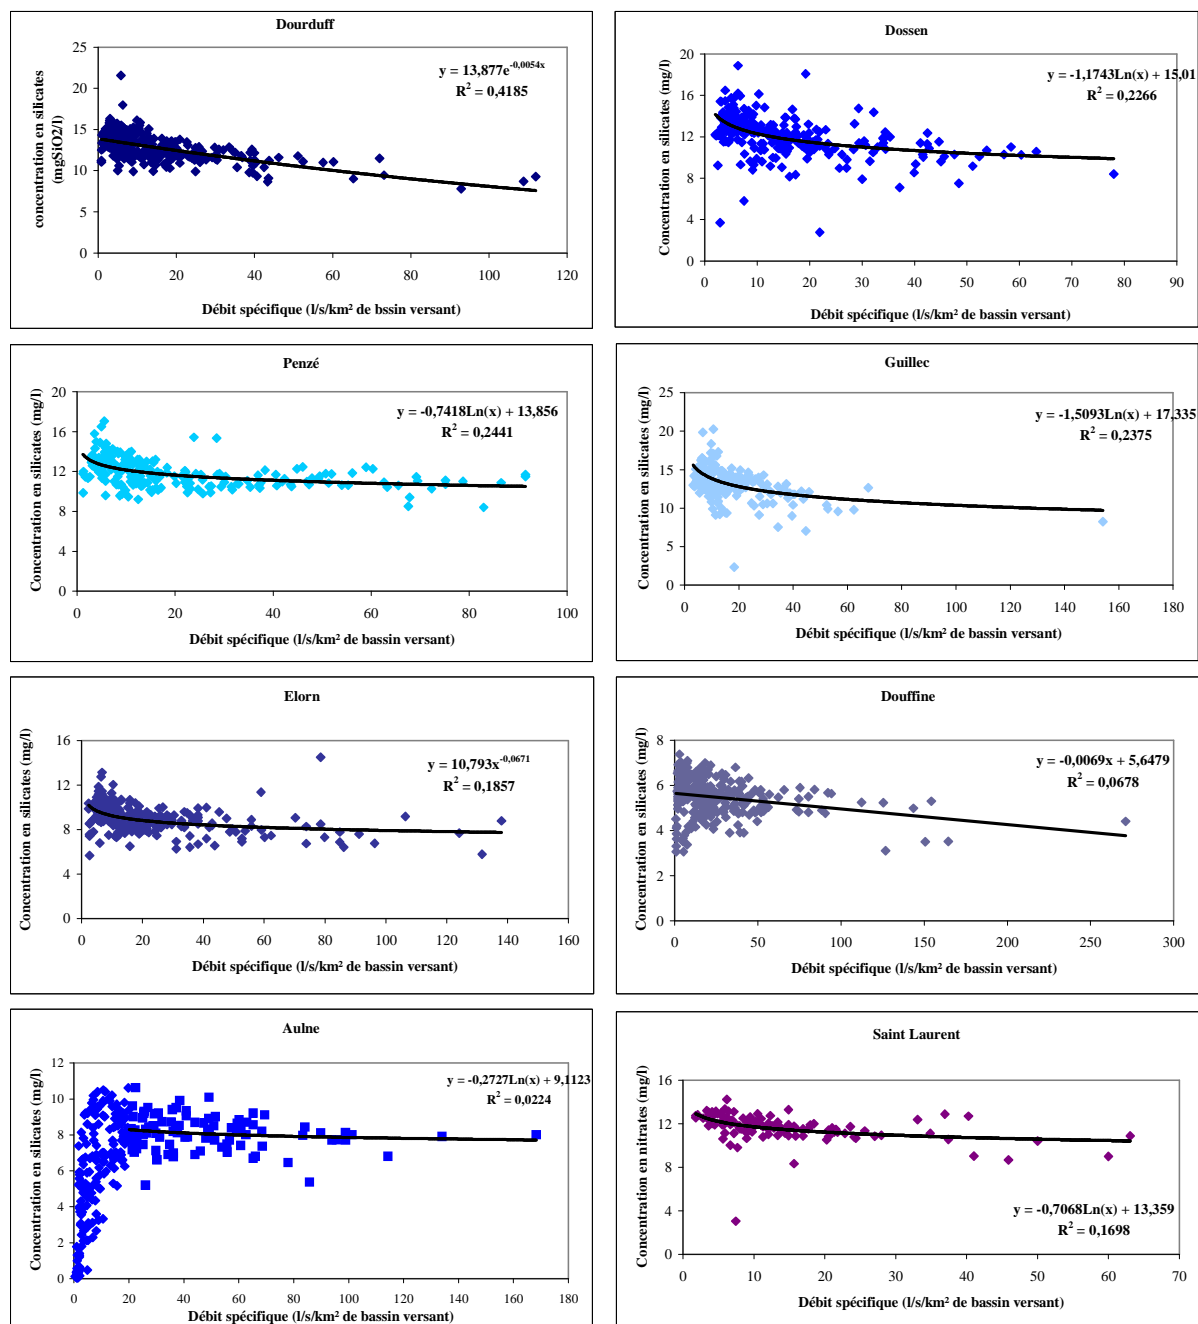 Dourduff
concentration en silicates
(mgSiO2/l)
25
20
15
10
5
0
y = 13,877e^-0,0054x
R² = 0,4185
0 20 40 60 80 100 120
Débit spécifique (l/s/km² de bssin versant)
Dossen
Concentration en silicates (mg/l)
20
16
12
8
4
0
y = -1,1743Ln(x) + 15,01
R² = 0,2266
0 10 20 30 40 50 60 70 80 90
Débit spécifique (l/s/km² de bassin versant)
Penzé
Concentration en silicates (mg/l)
20
16
12
8
4
0
y = -0,7418Ln(x) + 13,856
R² = 0,2441
0 20 40 60 80 100
Débit spécifique (l/s/km² de bassin versant)
Guillec
Concentration en silicates (mg/l)
25
20
15
10
5
0
y = -1,5093Ln(x) + 17,335
R² = 0,2375
0 20 40 60 80 100 120 140 160 180
Débit spécifique (l/s/km² de bassin versant)
Elorn
Concentration en silicates (mg/l)
16
12
8
4
0
y = 10,793x^-0,0671
R² = 0,1857
0 20 40 60 80 100 120 140 160
Débit spécifique (l/s/km² de bassin versant)
Douffine
Concentration en silicates (mg/l)
8
6
4
2
0
y = -0,0069x + 5,6479
R² = 0,0678
0 50 100 150 200 250 300
Débit spécifique (l/s/km² de bassin versant)
Aulne
Concentration en silicates (mg/l)
12
10
8
6
4
2
0
y = -0,2727Ln(x) + 9,1123
R² = 0,0224
0 20 40 60 80 100 120 140 160 180
Débit spécifique (l/s/km² de bassin versant)
Saint Laurent
Concentration en nitrates (mg/l)
16
12
8
4
0
y = -0,7068Ln(x) + 13,359
R² = 0,1698
0 10 20 30 40 50 60 70
Débit spécifique (l/s/km² de bassin versant)